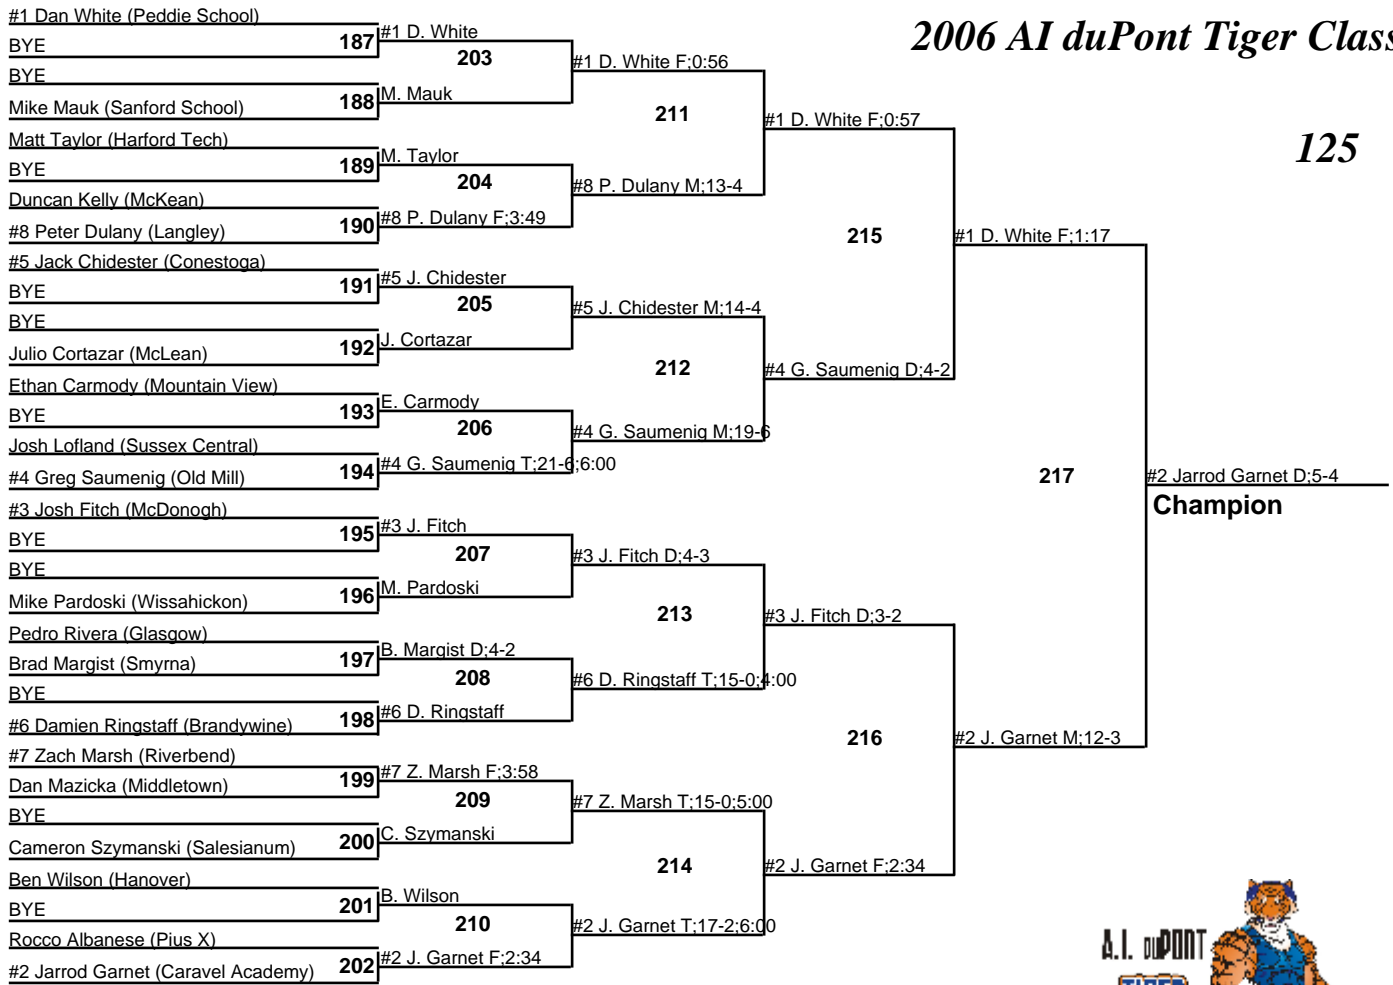 2006 AI duPont Tiger Class
125
#1 Dan White (Peddie School)
BYE
BYE
Mike Mauk (Sanford School)
Matt Taylor (Harford Tech)
BYE
Duncan Kelly (McKean)
#8 Peter Dulany (Langley)
#5 Jack Chidester (Conestoga)
BYE
BYE
Julio Cortazar (McLean)
Ethan Carmody (Mountain View)
BYE
Josh Lofland (Sussex Central)
#4 Greg Saumenig (Old Mill)
#3 Josh Fitch (McDonogh)
BYE
BYE
Mike Pardoski (Wissahickon)
Pedro Rivera (Glasgow)
Brad Margist (Smyrna)
BYE
#6 Damien Ringstaff (Brandywine)
#7 Zach Marsh (Riverbend)
Dan Mazicka (Middletown)
BYE
Cameron Szymanski (Salesianum)
Ben Wilson (Hanover)
BYE
Rocco Albanese (Pius X)
#2 Jarrod Garnet (Caravel Academy)
187
188
189
190
191
192
193
194
195
196
197
198
199
200
201
202
#1 D. White
M. Mauk
M. Taylor
#8 P. Dulany F;3:49
#5 J. Chidester
J. Cortazar
E. Carmody
#4 G. Saumenig T;21-6;6:00
#3 J. Fitch
M. Pardoski
B. Margist D;4-2
#6 D. Ringstaff
#7 Z. Marsh F;3:58
C. Szymanski
B. Wilson
#2 J. Garnet F;2:34
203
204
205
206
207
208
209
210
#1 D. White F;0:56
#8 P. Dulany M;13-4
#5 J. Chidester M;14-4
#4 G. Saumenig M;19-6
#3 J. Fitch D;4-3
#6 D. Ringstaff T;15-0;4:00
#7 Z. Marsh T;15-0;5:00
#2 J. Garnet T;17-2;6:00
211
212
213
214
#1 D. White F;0:57
#4 G. Saumenig D;4-2
#3 J. Fitch D;3-2
#2 J. Garnet F;2:34
215
216
#1 D. White F;1:17
#2 J. Garnet M;12-3
217
#2 Jarrod Garnet D;5-4
Champion
A.I. DUPONT
TIGER